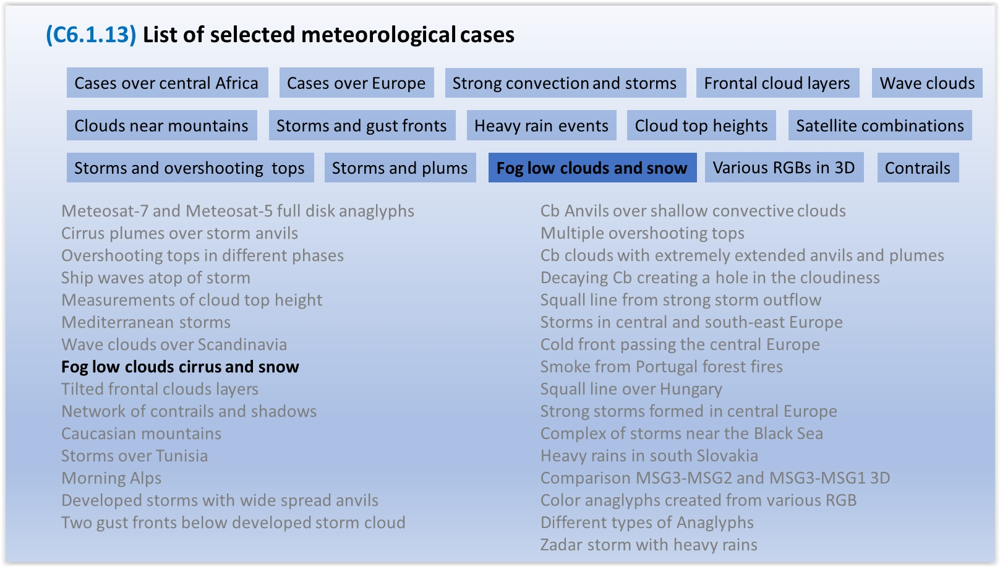 (C6.1.13) List of selected meteorological cases
Cases over central Africa
Cases over Europe
Strong convection and storms
Frontal cloud layers
Wave clouds
Clouds near mountains
Storms and gust fronts
Heavy rain events
Cloud top heights
Satellite combinations
Storms and overshooting tops
Storms and plums
Fog low clouds and snow
Various RGBs in 3D
Contrails
Meteosat-7 and Meteosat-5 full disk anaglyphs
Cirrus plumes over storm anvils
Overshooting tops in different phases
Ship waves atop of storm
Measurements of cloud top height
Mediterranean storms
Wave clouds over Scandinavia
Fog low clouds cirrus and snow
Tilted frontal clouds layers
Network of contrails and shadows
Caucasian mountains
Storms over Tunisia
Morning Alps
Developed storms with wide spread anvils
Two gust fronts below developed storm cloud
Cb Anvils over shallow convective clouds
Multiple overshooting tops
Cb clouds with extremely extended anvils and plumes
Decaying Cb creating a hole in the cloudiness
Squall line from strong storm outflow
Storms in central and south-east Europe
Cold front passing the central Europe
Smoke from Portugal forest fires
Squall line over Hungary
Strong storms formed in central Europe
Complex of storms near the Black Sea
Heavy rains in south Slovakia
Comparison MSG3-MSG2 and MSG3-MSG1 3D
Color anaglyphs created from various RGB
Different types of Anaglyphs
Zadar storm with heavy rains